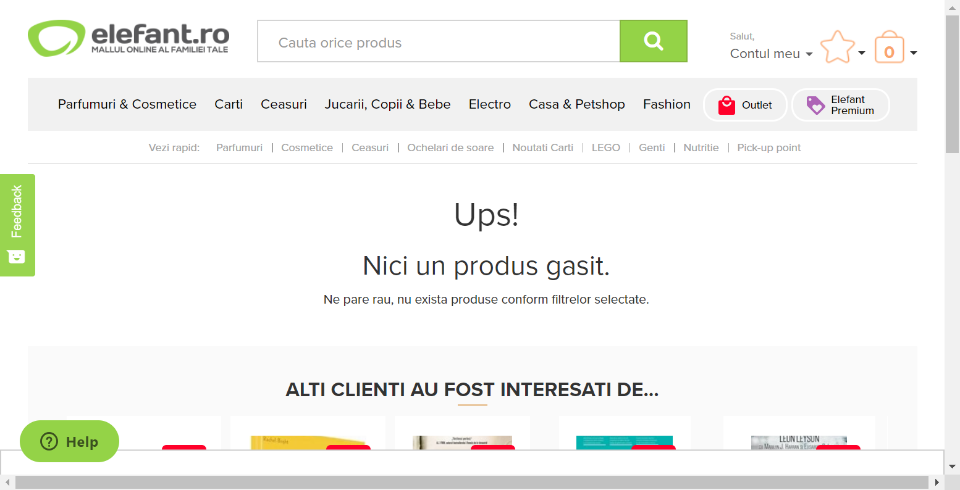 elefant.ro
MALLUL ONLINE AL FAMILIEI TALE
Cauta orice produs
Salut,
Contul meu
0
Parfumuri & Cosmetice Carti Ceasuri Jucarii, Copii & Bebe Electro Casa & Petshop Fashion Outlet Elefant Premium
Vezi rapid: Parfumuri | Cosmetice | Ceasuri | Ochelari de soare | Noutati Carti | LEGO | Genti | Nutritie | Pick-up point
Feedback
Ups!
Nici un produs gasit.
Ne pare rau, nu exista produse conform filtrelor selectate.
ALTI CLIENTI AU FOST INTERESATI DE...
LEON LEYSON
Help